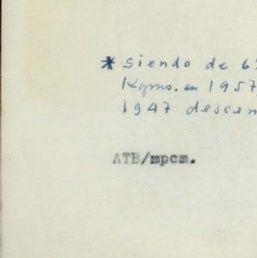 * siendo de 6
Kgms. en 1957
1947 descen
ATB/mpcm.